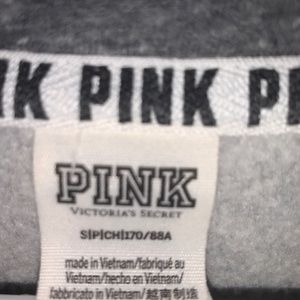 IK PINK PI
PINK
VICTORIA'S SECRET
S|P|CH|170/88A
made in Vietnam/fabriqué au
Vietnam/hecho en Vietnam/
fabbricato in Vietnam/越南制造